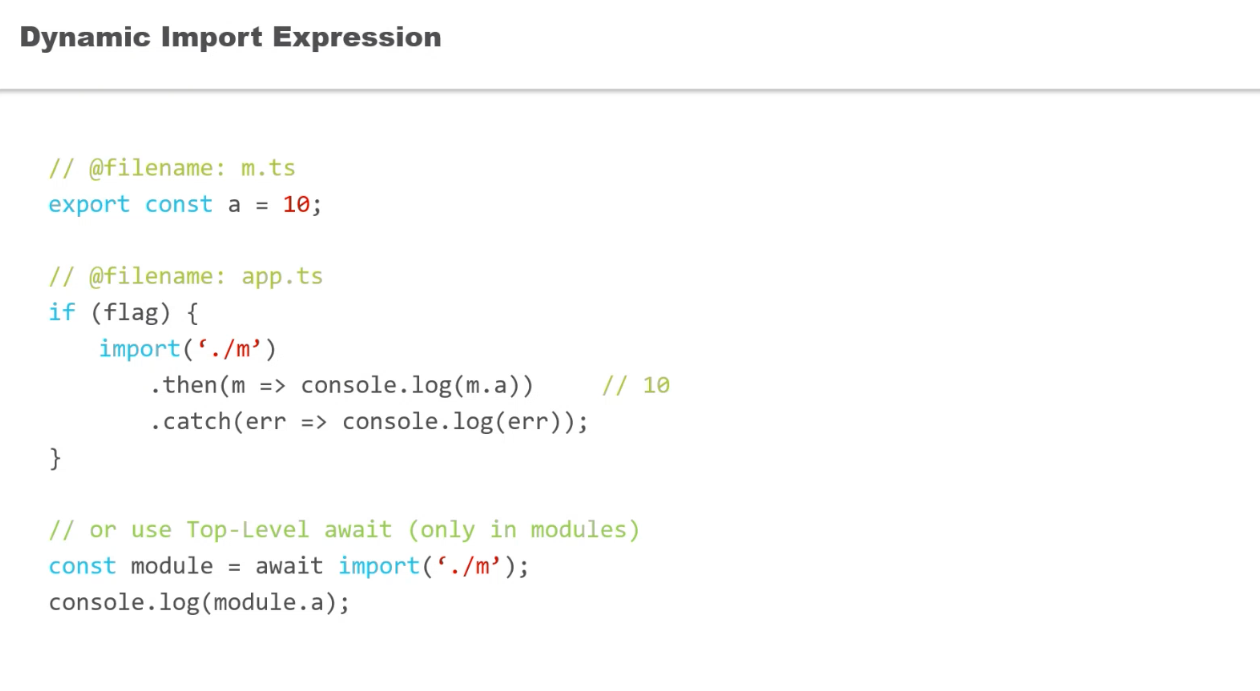 Dynamic Import Expression
// @filename: m.ts
export const a = 10;
// @filename: app.ts
if (flag) {
import(‘./m’)
.then(m => console.log(m.a)) // 10
.catch(err => console.log(err));
}
// or use Top-Level await (only in modules)
const module = await import(‘./m’);
console.log(module.a);